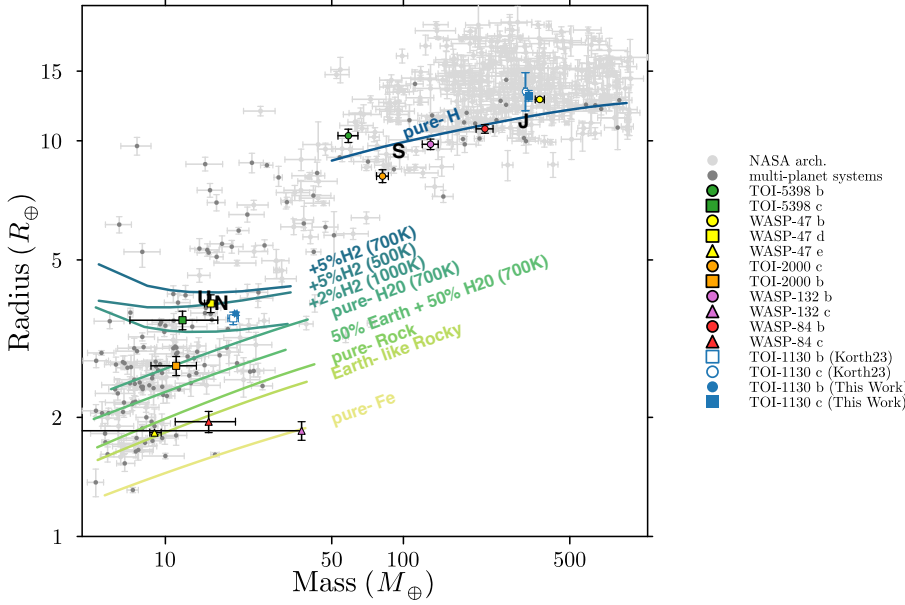 15
10
5
2
1
10
50
100
500
Radius (R⊕)
Mass (M⊕)
pure- H
J
S
U
N
+5%H2 (700K)
+5%H2 (500K)
+2%H2 (1000K)
pure- H20 (700K)
50% Earth + 50% H20 (700K)
pure- Rock
Earth- like Rocky
pure- Fe
NASA arch.
multi-planet systems
TOI-5398 b
TOI-5398 c
WASP-47 b
WASP-47 d
WASP-47 e
TOI-2000 c
TOI-2000 b
WASP-132 b
WASP-132 c
WASP-84 b
WASP-84 c
TOI-1130 b (Korth23)
TOI-1130 c (Korth23)
TOI-1130 b (This Work)
TOI-1130 c (This Work)